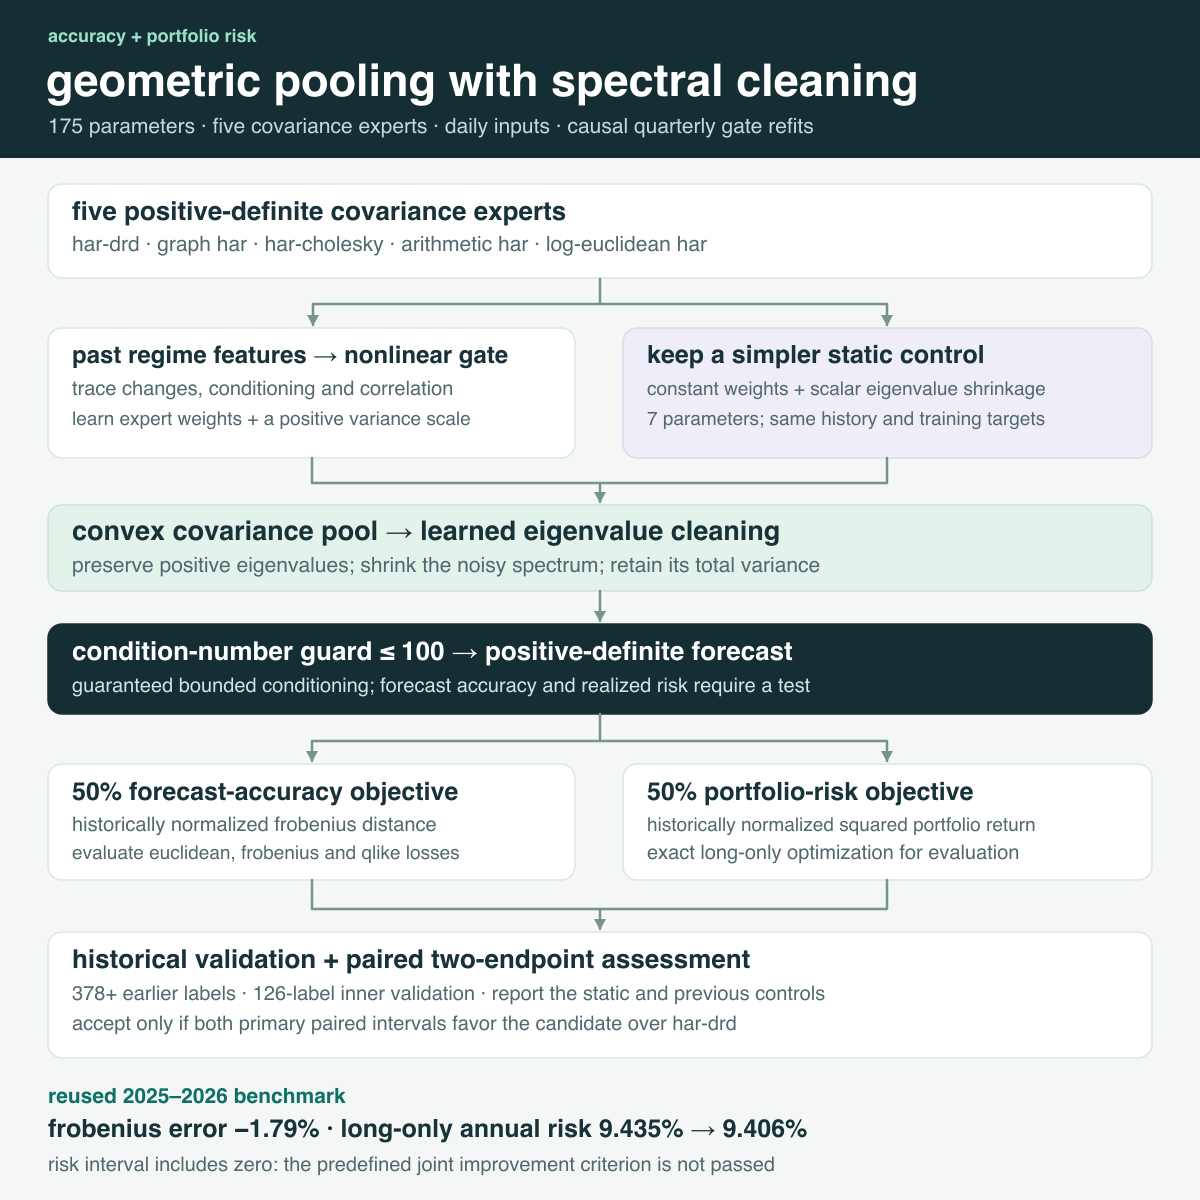 accuracy + portfolio risk
geometric pooling with spectral cleaning
175 parameters · five covariance experts · daily inputs · causal quarterly gate refits
five positive-definite covariance experts
har-drd · graph har · har-cholesky · arithmetic har · log-euclidean har
past regime features → nonlinear gate
trace changes, conditioning and correlation
learn expert weights + a positive variance scale
keep a simpler static control
constant weights + scalar eigenvalue shrinkage
7 parameters; same history and training targets
convex covariance pool → learned eigenvalue cleaning
preserve positive eigenvalues; shrink the noisy spectrum; retain its total variance
condition-number guard ≤ 100 → positive-definite forecast
guaranteed bounded conditioning; forecast accuracy and realized risk require a test
50% forecast-accuracy objective
historically normalized frobenius distance
evaluate euclidean, frobenius and qlike losses
50% portfolio-risk objective
historically normalized squared portfolio return
exact long-only optimization for evaluation
historical validation + paired two-endpoint assessment
378+ earlier labels · 126-label inner validation · report the static and previous controls
accept only if both primary paired intervals favor the candidate over har-drd
reused 2025–2026 benchmark
frobenius error −1.79% · long-only annual risk 9.435% → 9.406%
risk interval includes zero: the predefined joint improvement criterion is not passed